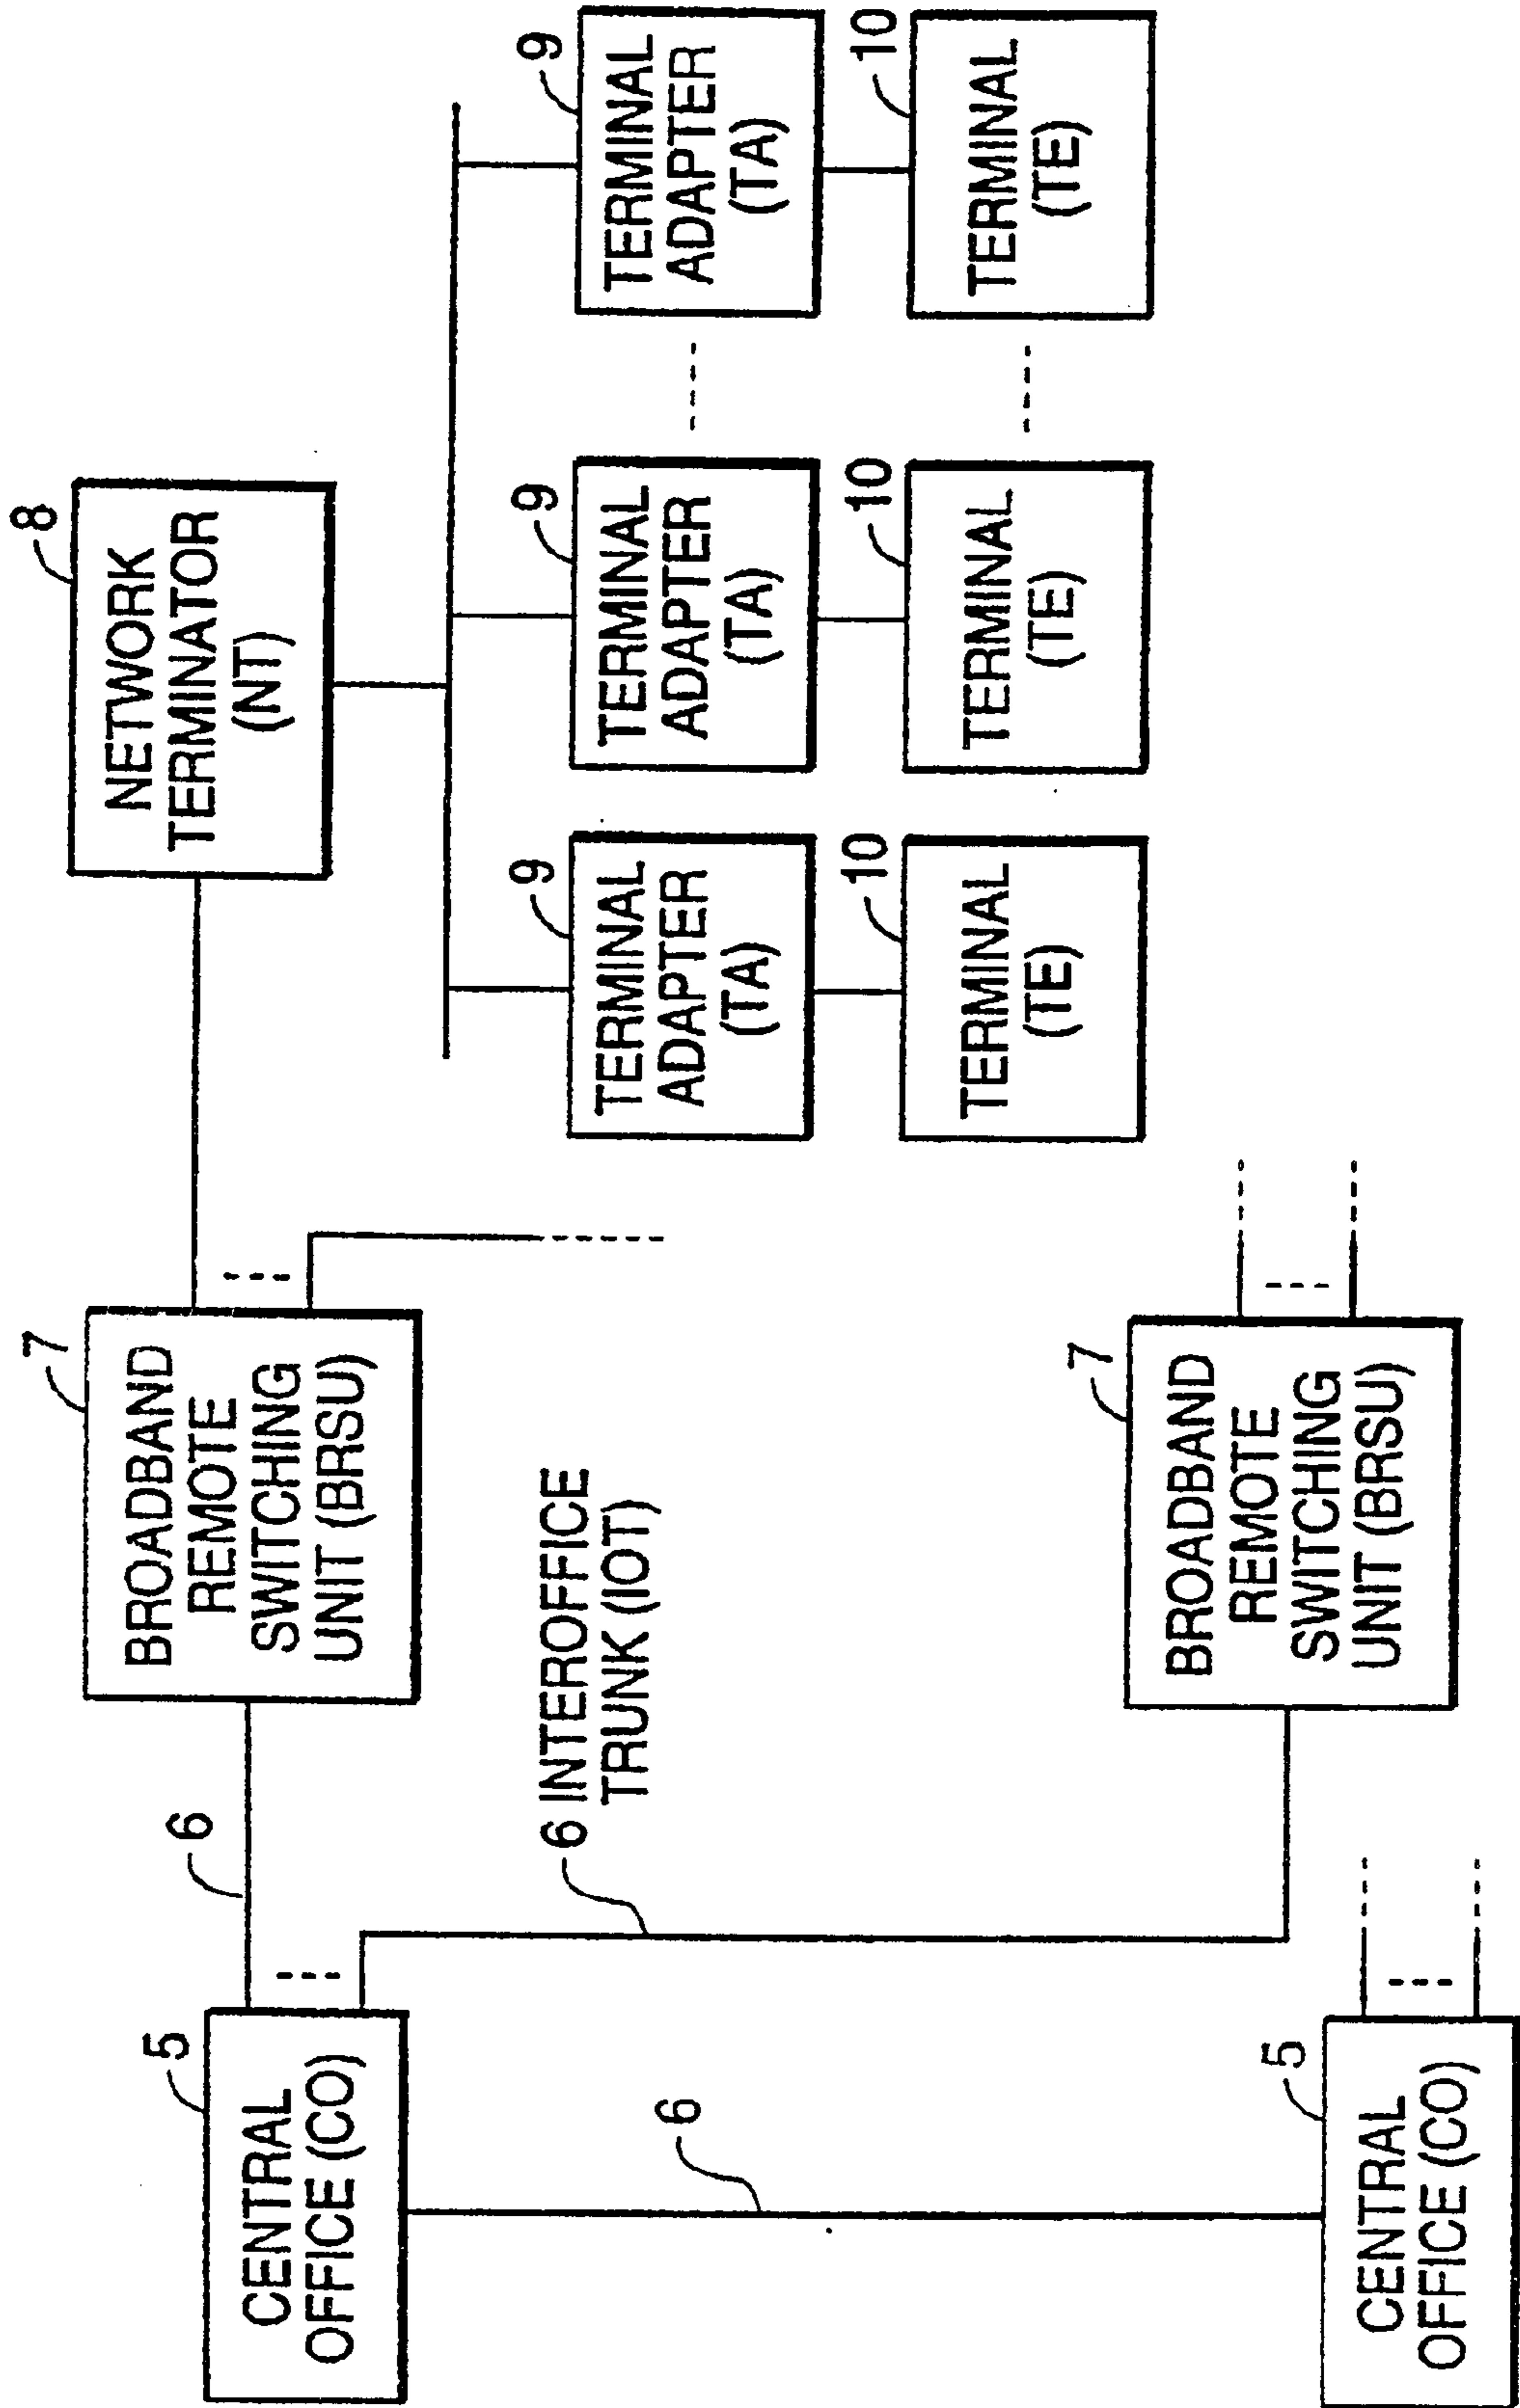 5
CENTRAL
OFFICE (CO)
6
7
BROADBAND
REMOTE
SWITCHING
UNIT (BRSU)
8
NETWORK
TERMINATOR
(NT)
6
6 INTEROFFICE
TRUNK (IOT)
9
TERMINAL
ADAPTER
(TA)
9
TERMINAL
ADAPTER
(TA)
9
TERMINAL
ADAPTER
(TA)
10
TERMINAL
(TE)
10
TERMINAL
(TE)
10
TERMINAL
(TE)
5
CENTRAL
OFFICE (CO)
7
BROADBAND
REMOTE
SWITCHING
UNIT (BRSU)